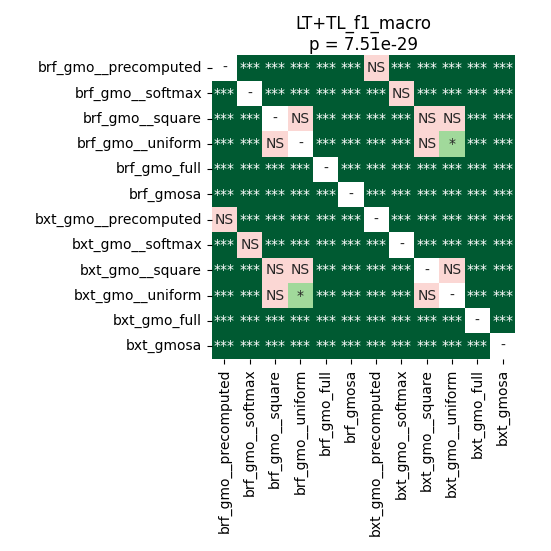 LT+TL_f1_macro
p = 7.51e-29
brf_gmo__precomputed - *** *** *** *** *** NS *** *** *** *** ***
brf_gmo__softmax *** - *** *** *** *** *** NS *** *** *** ***
brf_gmo__square *** *** - NS *** *** *** *** NS NS *** ***
brf_gmo__uniform *** *** NS - *** *** *** *** NS * *** ***
brf_gmo_full *** *** *** *** - *** *** *** *** *** *** ***
brf_gmosa *** *** *** *** *** - *** *** *** *** *** ***
bxt_gmo__precomputed NS *** *** *** *** *** - *** *** *** *** ***
bxt_gmo__softmax *** NS *** *** *** *** *** - *** *** *** ***
bxt_gmo__square *** *** NS NS *** *** *** *** - NS *** ***
bxt_gmo__uniform *** *** NS * *** *** *** *** NS - *** ***
bxt_gmo_full *** *** *** *** *** *** *** *** *** *** - ***
bxt_gmosa *** *** *** *** *** *** *** *** *** *** *** -
brf_gmo__precomputed
brf_gmo__softmax
brf_gmo__square
brf_gmo__uniform
brf_gmo_full
brf_gmosa
bxt_gmo__precomputed
bxt_gmo__softmax
bxt_gmo__square
bxt_gmo__uniform
bxt_gmo_full
bxt_gmosa